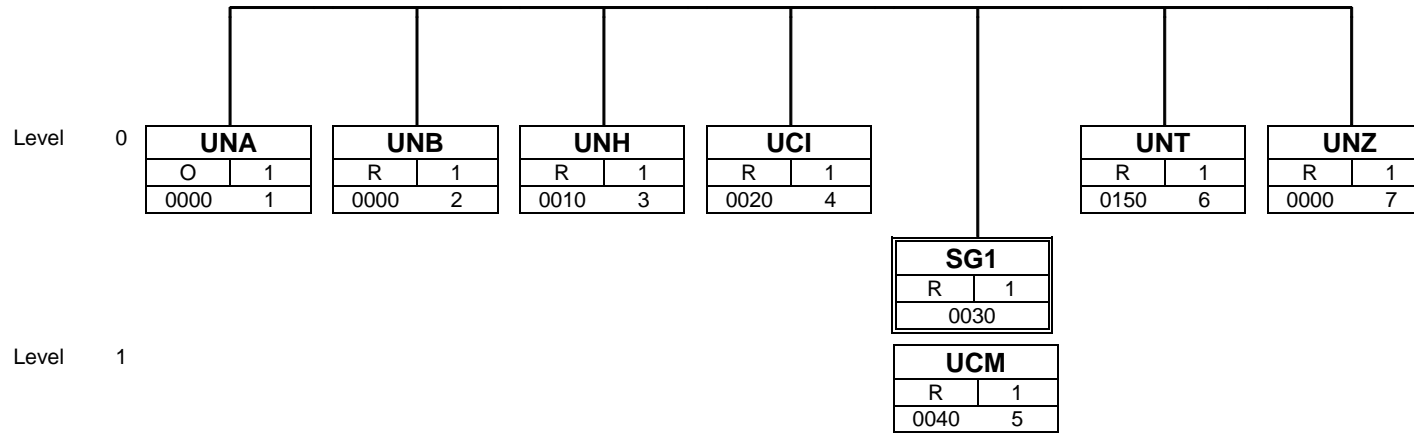 Level 0 UNA UNB UNH UCI UNT UNZ
O 1 R 1 R 1 R 1 R 1 R 1
0000 1 0000 2 0010 3 0020 4 0150 6 0000 7
SG1
R 1
0030
Level 1 UCM
R 1
0040 5